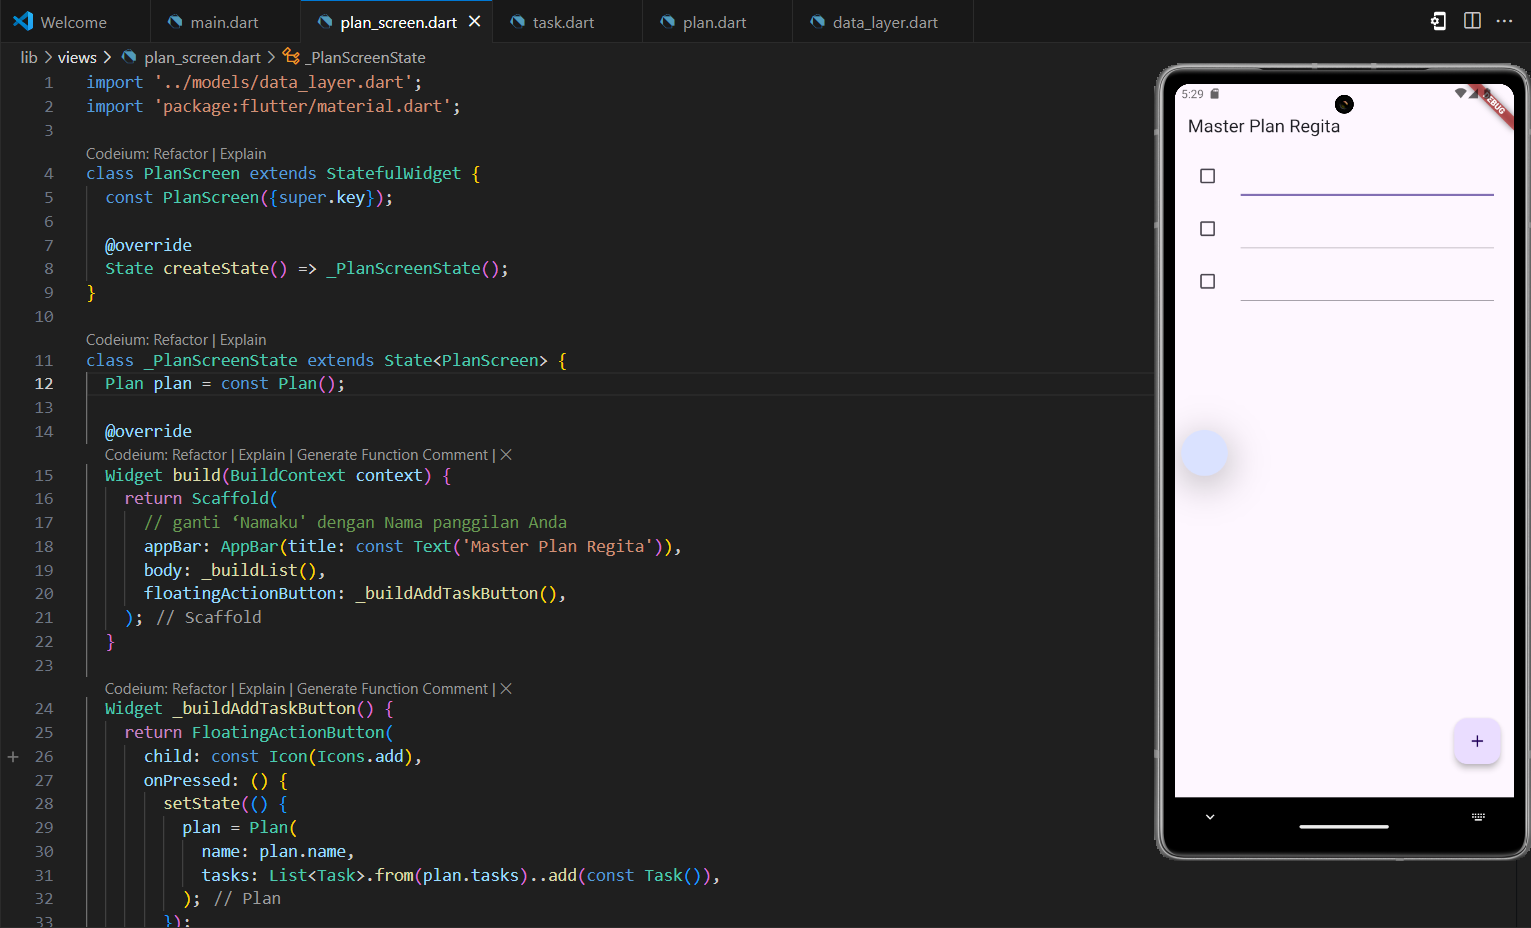 Welcome
main.dart
plan_screen.dart
task.dart
plan.dart
data_layer.dart
lib > views > plan_screen.dart > _PlanScreenState
1 import '../models/data_layer.dart';
2 import 'package:flutter/material.dart';
3
Codeium: Refactor | Explain
4 class PlanScreen extends StatefulWidget {
5 const PlanScreen({super.key});
6
7 @override
8 State createState() => _PlanScreenState();
9 }
10
Codeium: Refactor | Explain
11 class _PlanScreenState extends State<PlanScreen> {
12 Plan plan = const Plan();
13
14 @override
Codeium: Refactor | Explain | Generate Function Comment | X
15 Widget build(BuildContext context) {
16 return Scaffold(
17 // ganti ‘Namaku' dengan Nama panggilan Anda
18 appBar: AppBar(title: const Text('Master Plan Regita')),
19 body: _buildList(),
20 floatingActionButton: _buildAddTaskButton(),
21 ); // Scaffold
22 }
23
Codeium: Refactor | Explain | Generate Function Comment | X
24 Widget _buildAddTaskButton() {
25 return FloatingActionButton(
26 child: const Icon(Icons.add),
27 onPressed: () {
28 setState(() {
29 plan = Plan(
30 name: plan.name,
31 tasks: List<Task>.from(plan.tasks)..add(const Task()),
32 ); // Plan
33 });
5:29
DEBUG
Master Plan Regita